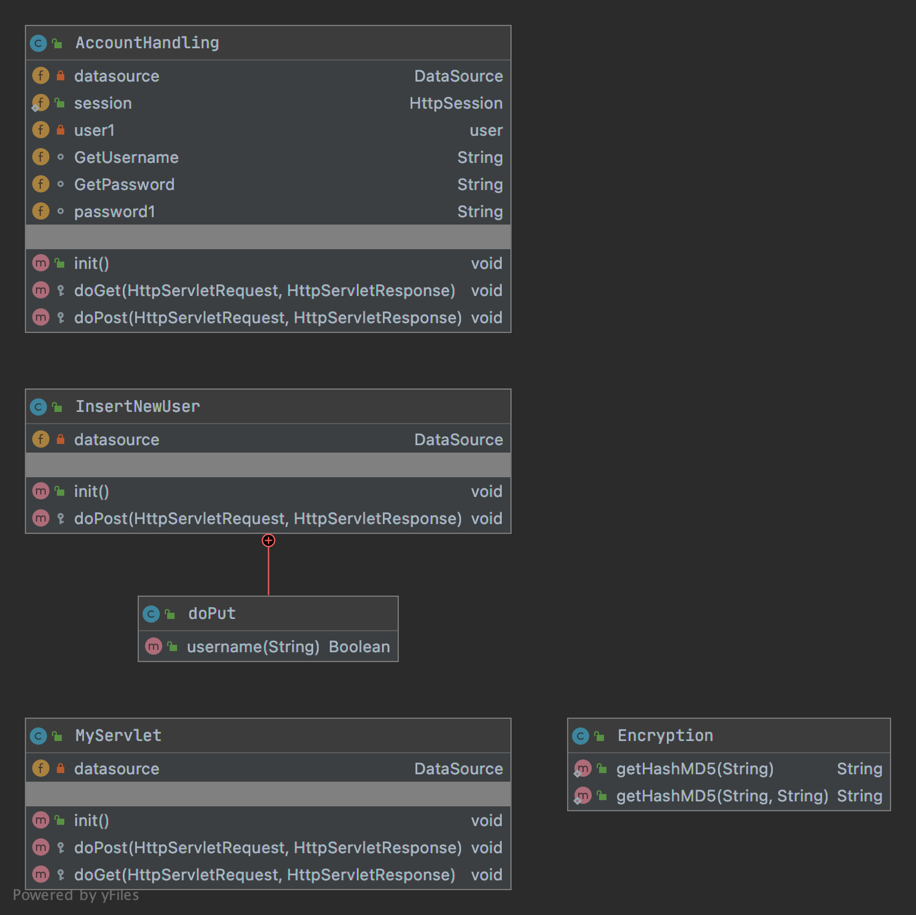 AccountHandling
datasource DataSource
session HttpSession
user1 user
GetUsername String
GetPassword String
password1 String
init() void
doGet(HttpServletRequest, HttpServletResponse) void
doPost(HttpServletRequest, HttpServletResponse) void
InsertNewUser
datasource DataSource
init() void
doPost(HttpServletRequest, HttpServletResponse) void
doPut
username(String) Boolean
MyServlet
datasource DataSource
init() void
doPost(HttpServletRequest, HttpServletResponse) void
doGet(HttpServletRequest, HttpServletResponse) void
Encryption
getHashMD5(String) String
getHashMD5(String, String) String
Powered by yFiles